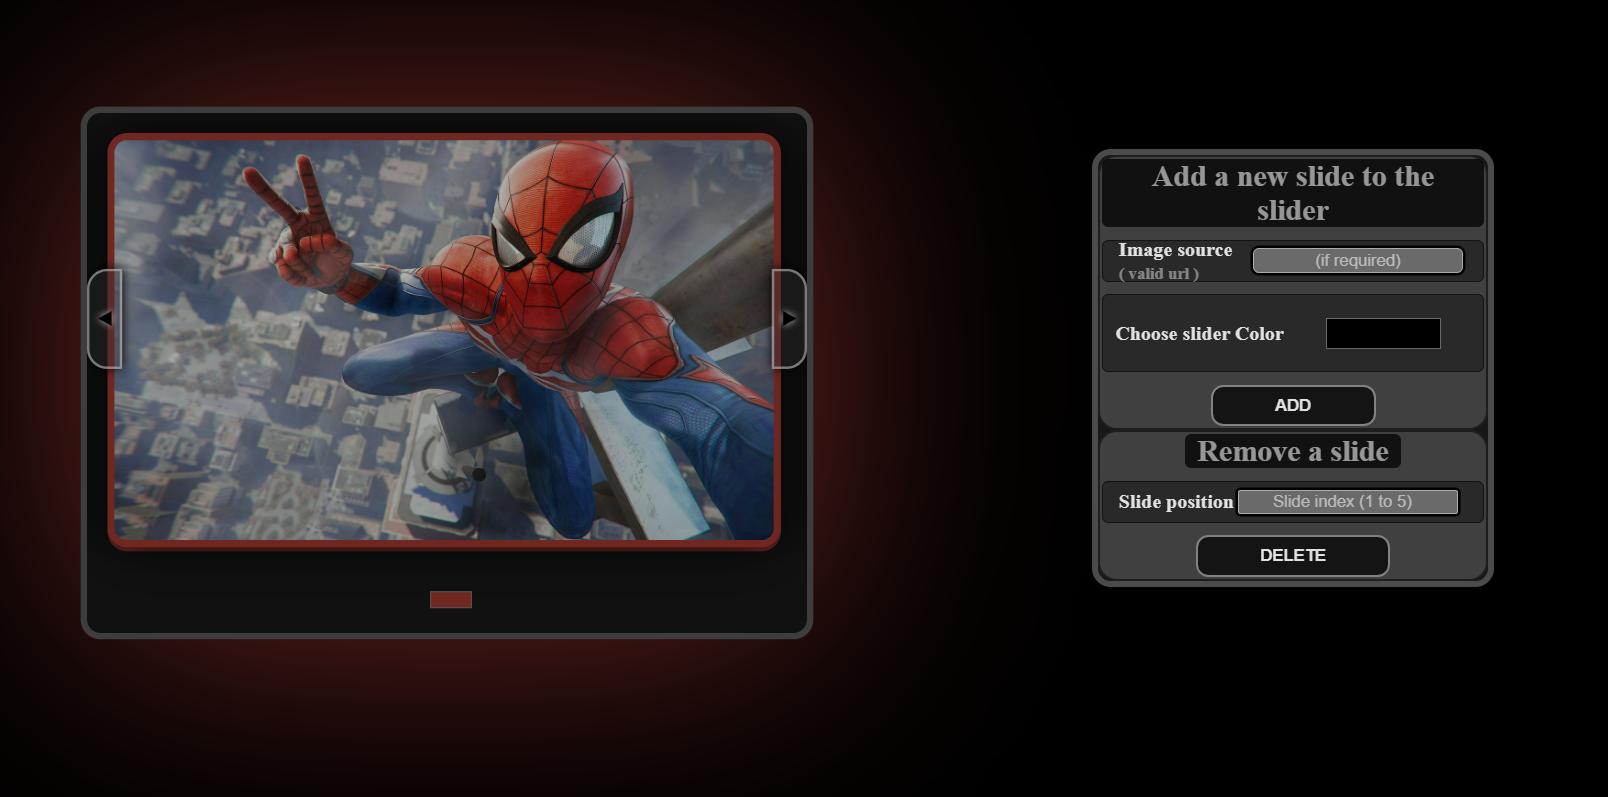 Add a new slide to the
slider
Image source
( valid url )
(if required)
Choose slider Color
ADD
Remove a slide
Slide position
Slide index (1 to 5)
DELETE